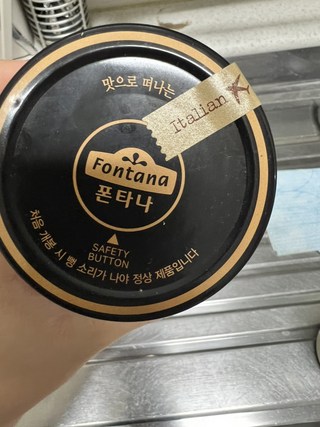 맛으로 떠나는
Italian
Fontana
폰타나
SAFETY
BUTTON
처음 개봉 시 뻥 소리가 나야 정상 제품입니다